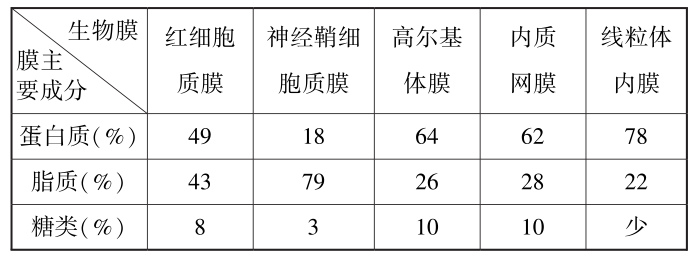 生物膜
膜主
要成分
红细胞
质膜
神经鞘细
胞质膜
高尔基
体膜
内质
网膜
线粒体
内膜
蛋白质(%) 49 18 64 62 78
脂质(%) 43 79 26 28 22
糖类(%) 8 3 10 10 少